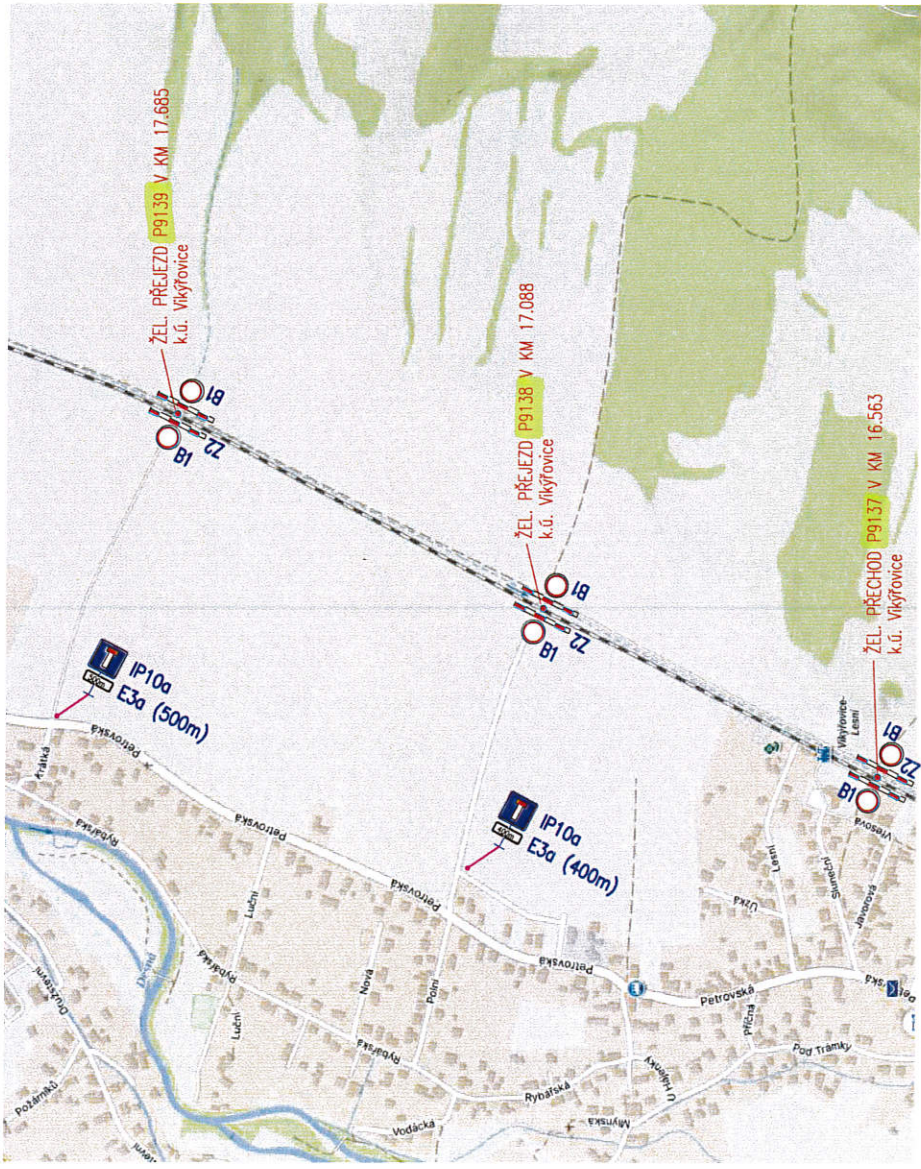 ŽEL. PŘEJEZD P9139 V KM 17.685
k.ú. Vikýřovice
B1
B1
Z2
Krátká
IP10a
500m
E3a (500m)
Petrovská
Rybářská
Petrovská
Luční
Desná
Družstevní
Požárníků
Luční
Rybářská
Nová
Petrovská
Polní
Rybářská
Vodácká
ŽEL. PŘEJEZD P9138 V KM 17.088
k.ú. Vikýřovice
B1
B1
Z2
IP10a
400m
E3a (400m)
Petrovská
Petrovská
Rybářská
U Hájenky
Mlýnská
Příčná
Pod Trámky
Úzká
Lesní
Sluneční
Javorová
Vřesová
Vikýřovice-
Lesní
ŽEL. PŘECHOD P9137 V KM 16.563
k.ú. Vikýřovice
B1
B1
Z2